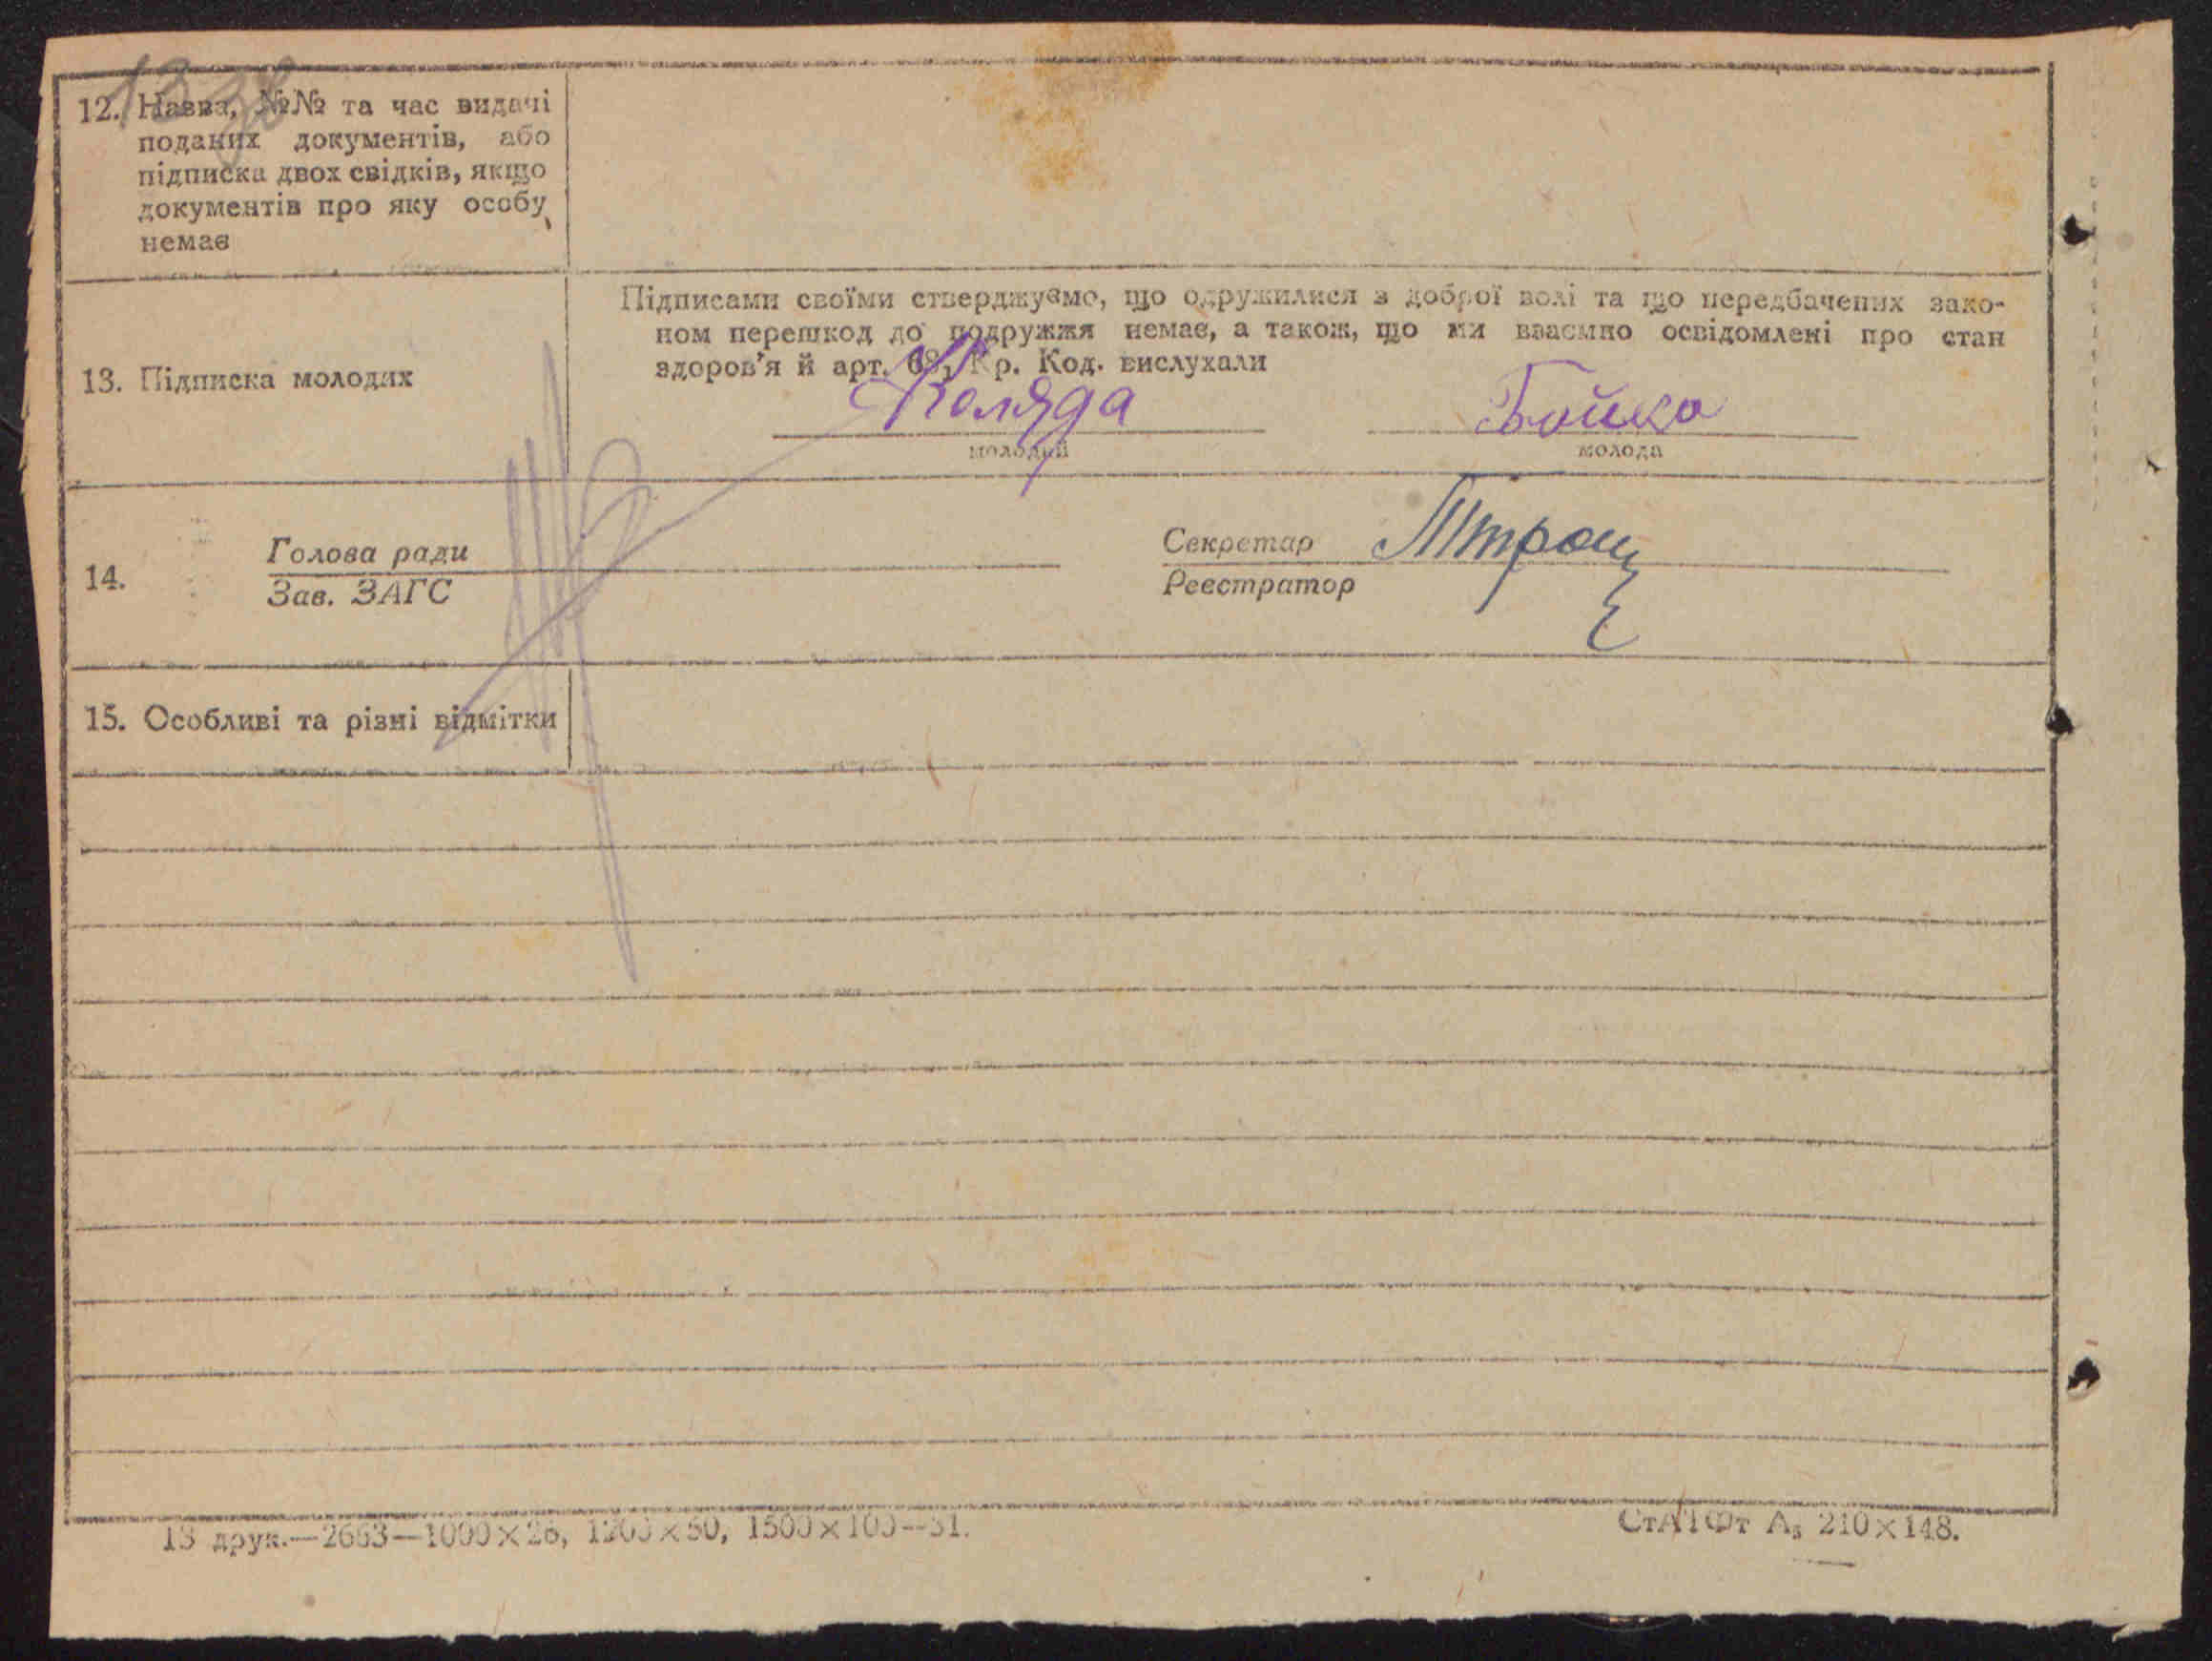 12. Назва, №№ та час видачі
поданих документів, або
підписка двох свідків, якщо
документів про яку особу
немає
13. Підписка молодих
Підписами своїми стверджуємо, що одружилися з доброї волі та що передбачених зако-
ном перешкод до подружжя немає, а також, що ми взаємно освідомлені про стан
здоров'я й арт. 68₁ Кр. Код. вислухали
Коляда
Бойко
молодий
молода
14.
Голова ради
Зав. ЗАГС
Секретар
Реєстратор
15. Особливі та різні відмітки
13 друк.—2663—1000×26, 1200×50, 1500×100—31.
СтАТФт А₅ 210×148.